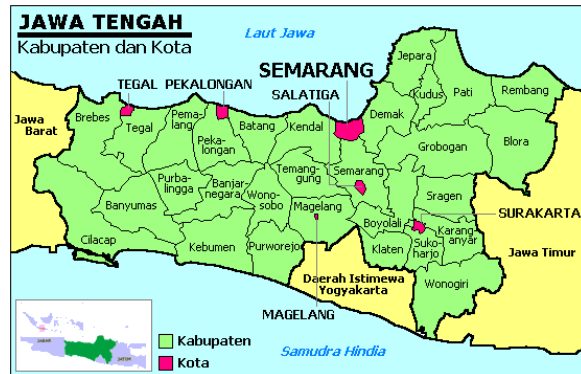 JAWA TENGAH
Kabupaten dan Kota
Laut Jawa
TEGAL
PEKALONGAN
SEMARANG
SALATIGA
Jepara
Kudus
Pati
Rembang
Jawa
Barat
Brebes
Tegal
Pema-
lang
Peka-
longan
Batang
Kendal
Demak
Grobogan
Blora
Purba-
lingga
Banjar-
negara
Wono-
sobo
Temang-
gung
Semarang
Banyumas
Magelang
Boyolali
Sragen
SURAKARTA
Cilacap
Kebumen
Purworejo
Klaten
Suko-
harjo
Karang-
anyar
Jawa Timur
Daerah Istimewa
Yogyakarta
Wonogiri
MAGELANG
Kabupaten
Kota
Samudra Hindia